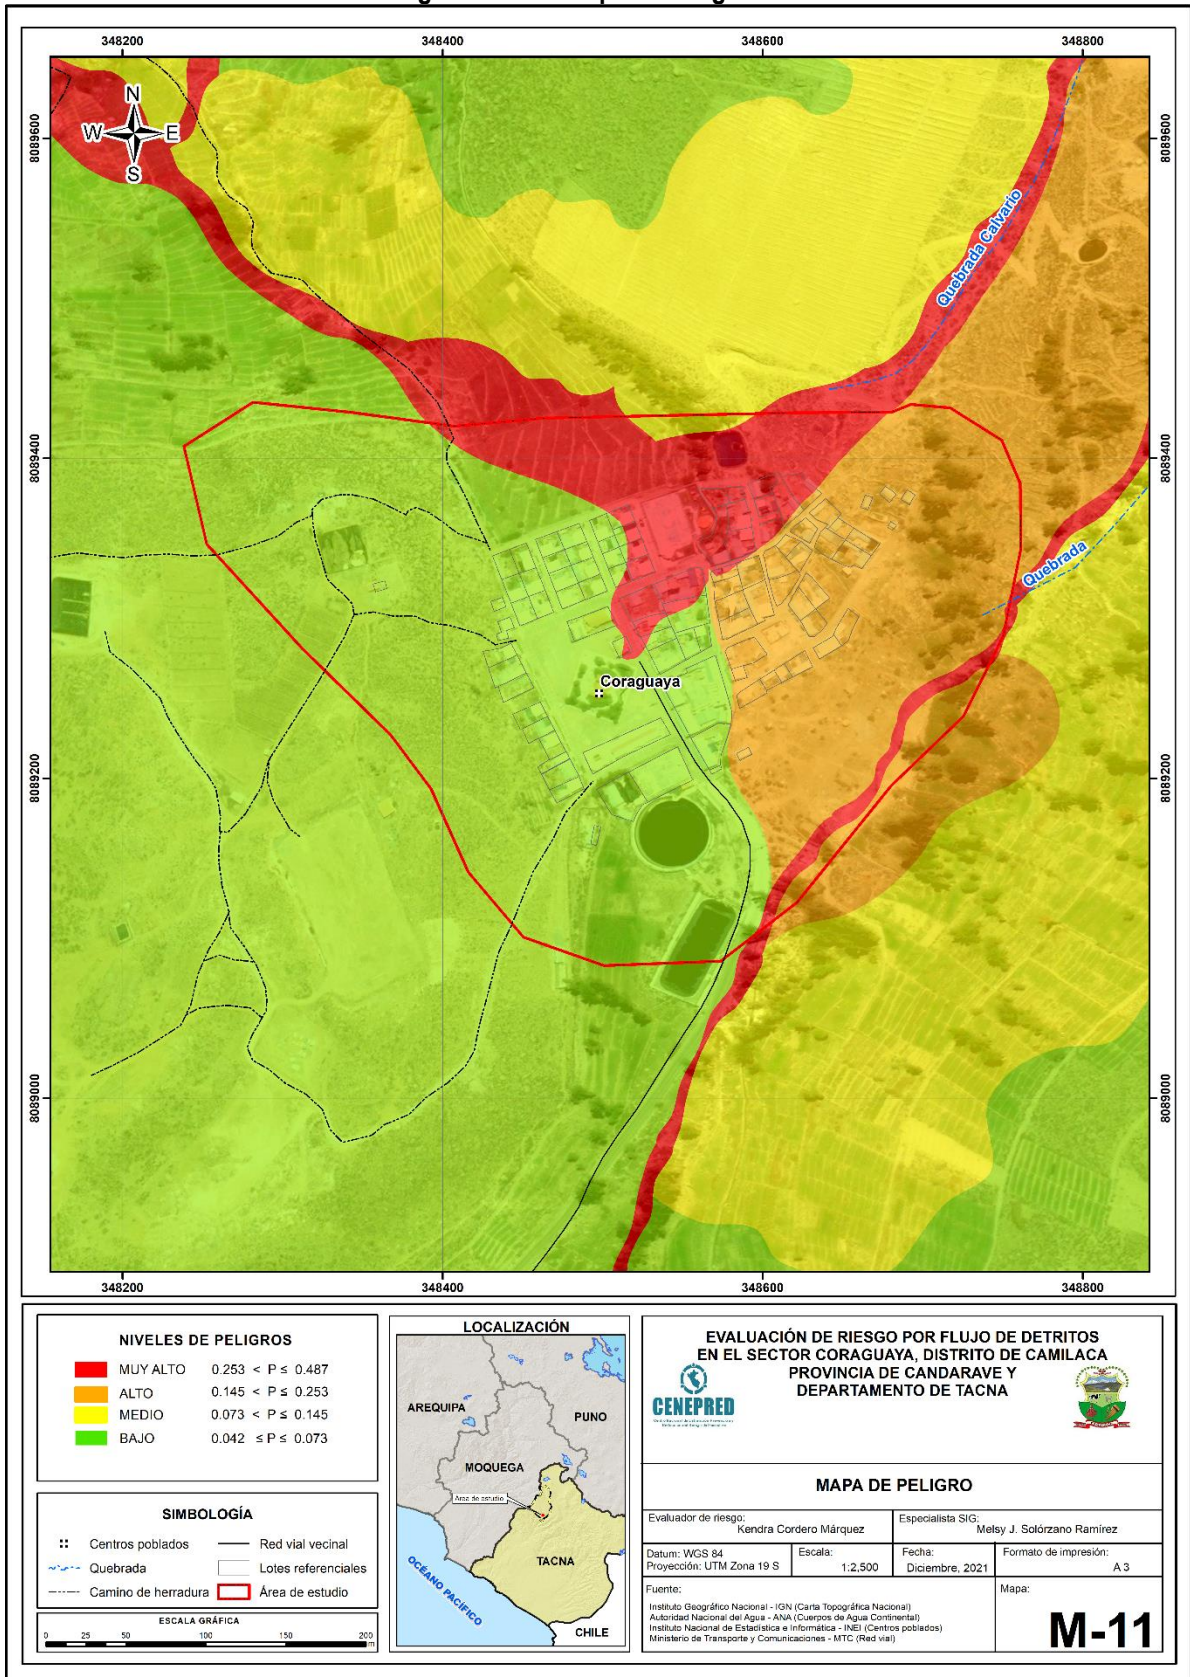 348200 348400 348600 348800
8089600 8089600
N
W E
S
Quebrada Calvario
8089400 8089400
Quebrada
Coraguaya
8089200 8089200
8089000 8089000
348200 348400 348600 348800
NIVELES DE PELIGROS
MUY ALTO 0.253 < P ≤ 0.487
ALTO 0.145 < P ≤ 0.253
MEDIO 0.073 < P ≤ 0.145
BAJO 0.042 ≤ P ≤ 0.073
SIMBOLOGÍA
Centros poblados
Quebrada
Camino de herradura
Red vial vecinal
Lotes referenciales
Área de estudio
ESCALA GRÁFICA
0 25 50 100 150 200
m
LOCALIZACIÓN
AREQUIPA
PUNO
MOQUEGA
Área de estudio
TACNA
OCÉANO PACÍFICO
CHILE
EVALUACIÓN DE RIESGO POR FLUJO DE DETRITOS
EN EL SECTOR CORAGUAYA, DISTRITO DE CAMILACA
PROVINCIA DE CANDARAVE Y
DEPARTAMENTO DE TACNA
CENEPRED
MAPA DE PELIGRO
Evaluador de riesgo:
Kendra Cordero Márquez
Especialista SIG:
Melsy J. Solórzano Ramírez
Datum: WGS 84
Proyección: UTM Zona 19 S
Escala:
1:2,500
Fecha:
Diciembre, 2021
Formato de impresión:
A 3
Fuente:
Instituto Geográfico Nacional - IGN (Carta Topográfica Nacional)
Autoridad Nacional del Agua - ANA (Cuerpos de Agua Continental)
Instituto Nacional de Estadística e Informática - INEI (Centros poblados)
Ministerio de Transporte y Comunicaciones - MTC (Red vial)
Mapa:
M-11